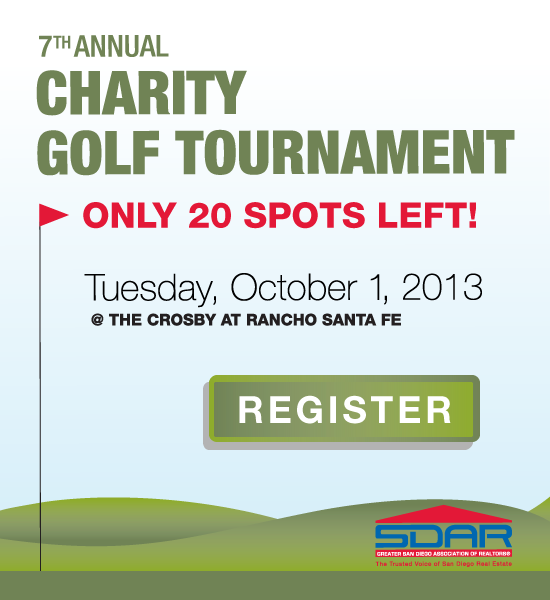 7TH ANNUAL
CHARITY
GOLF TOURNAMENT
ONLY 20 SPOTS LEFT!
Tuesday, October 1, 2013
@ THE CROSBY AT RANCHO SANTA FE
REGISTER
SDAR
GREATER SAN DIEGO ASSOCIATION OF REALTORS®
The Trusted Voice of San Diego Real Estate